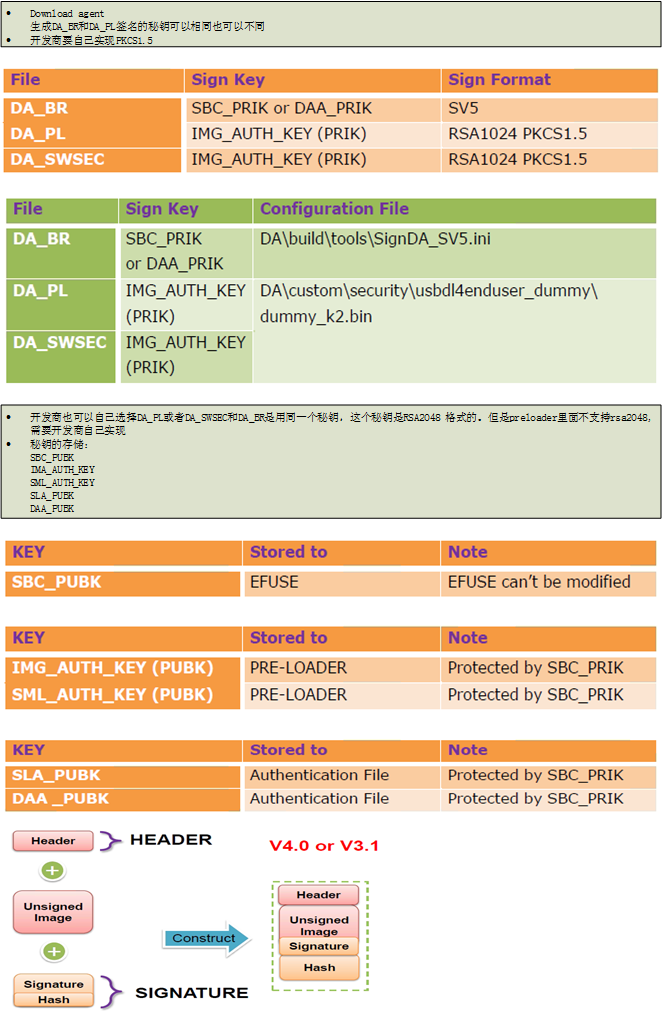 • Download agent
生成DA_BR和DA_PL签名的秘钥可以相同也可以不同
• 开发商要自己实现PKCS1.5
File Sign Key Sign Format
DA_BR SBC_PRIK or DAA_PRIK SV5
DA_PL IMG_AUTH_KEY (PRIK) RSA1024 PKCS1.5
DA_SWSEC IMG_AUTH_KEY (PRIK) RSA1024 PKCS1.5
File Sign Key Configuration File
DA_BR SBC_PRIK DA\build\tools\SignDA_SV5.ini
or DAA_PRIK
DA_PL IMG_AUTH_KEY DA\custom\security\usbdl4enduser_dummy\
(PRIK) dummy_k2.bin
DA_SWSEC IMG_AUTH_KEY
(PRIK)
• 开发商也可以自己选择DA_PL或者DA_SWSEC和DA_BR是用同一个秘钥，这个秘钥是RSA2048 格式的。但是preloader里面不支持rsa2048,
需要开发商自己实现
• 秘钥的存储：
SBC_PUBK
IMA_AUTH_KEY
SML_AUTH_KEY
SLA_PUBK
DAA_PUBK
KEY Stored to Note
SBC_PUBK EFUSE EFUSE can't be modified
KEY Stored to Note
IMG_AUTH_KEY (PUBK) PRE-LOADER Protected by SBC_PRIK
SML_AUTH_KEY (PUBK) PRE-LOADER Protected by SBC_PRIK
KEY Stored to Note
SLA_PUBK Authentication File Protected by SBC_PRIK
DAA _PUBK Authentication File Protected by SBC_PRIK
Header HEADER V4.0 or V3.1
+
Unsigned
Image
+
Signature
Hash
SIGNATURE
Construct
Header
Unsigned
Image
Signature
Hash